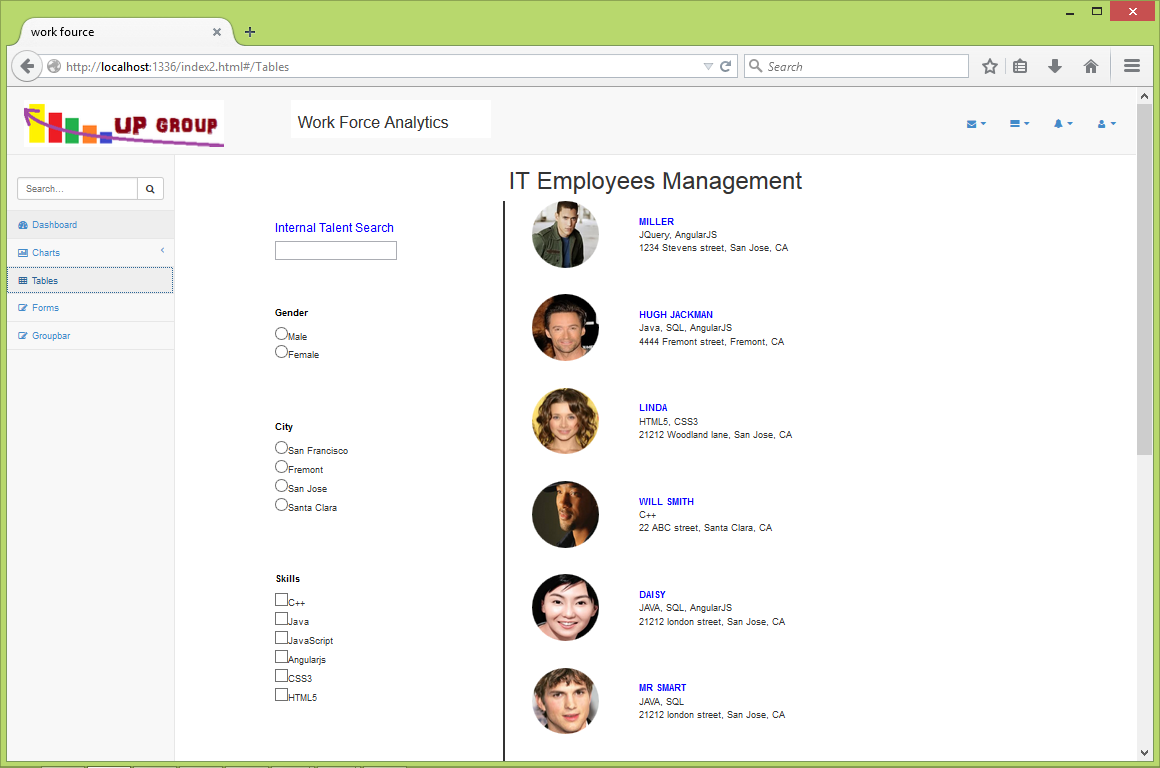 work fource
http://localhost:1336/index2.html#/Tables
Search
UP GROUP
Work Force Analytics
Search...
Dashboard
Charts
Tables
Forms
Groupbar
IT Employees Management
Internal Talent Search
Gender
Male
Female
City
San Francisco
Fremont
San Jose
Santa Clara
Skills
C++
Java
JavaScript
Angularjs
CSS3
HTML5
MILLER
JQuery, AngularJS
1234 Stevens street, San Jose, CA
HUGH JACKMAN
Java, SQL, AngularJS
4444 Fremont street, Fremont, CA
LINDA
HTML5, CSS3
21212 Woodland lane, San Jose, CA
WILL SMITH
C++
22 ABC street, Santa Clara, CA
DAISY
JAVA, SQL, AngularJS
21212 london street, San Jose, CA
MR SMART
JAVA, SQL
21212 london street, San Jose, CA